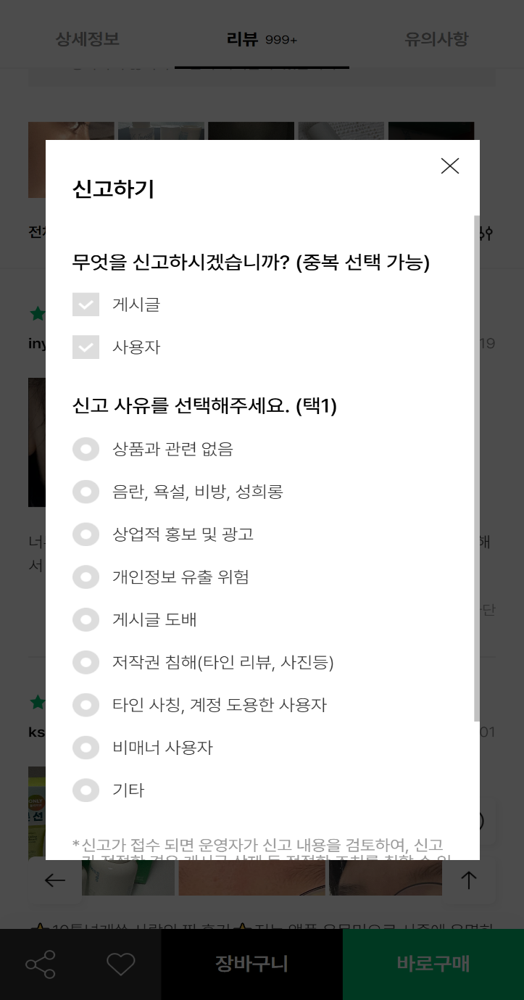 상세정보
리뷰 999+
유의사항
신고하기
무엇을 신고하시겠습니까? (중복 선택 가능)
게시글
사용자
19
신고 사유를 선택해주세요. (택1)
상품과 관련 없음
음란, 욕설, 비방, 성희롱
상업적 홍보 및 광고
해
서
개인정보 유출 위험
게시글 도배
저작권 침해(타인 리뷰, 사진등)
타인 사칭, 계정 도용한 사용자
ks
01
비매너 사용자
기타
*신고가 접수 되면 운영자가 신고 내용을 검토하여, 신고
장바구니
바로구매